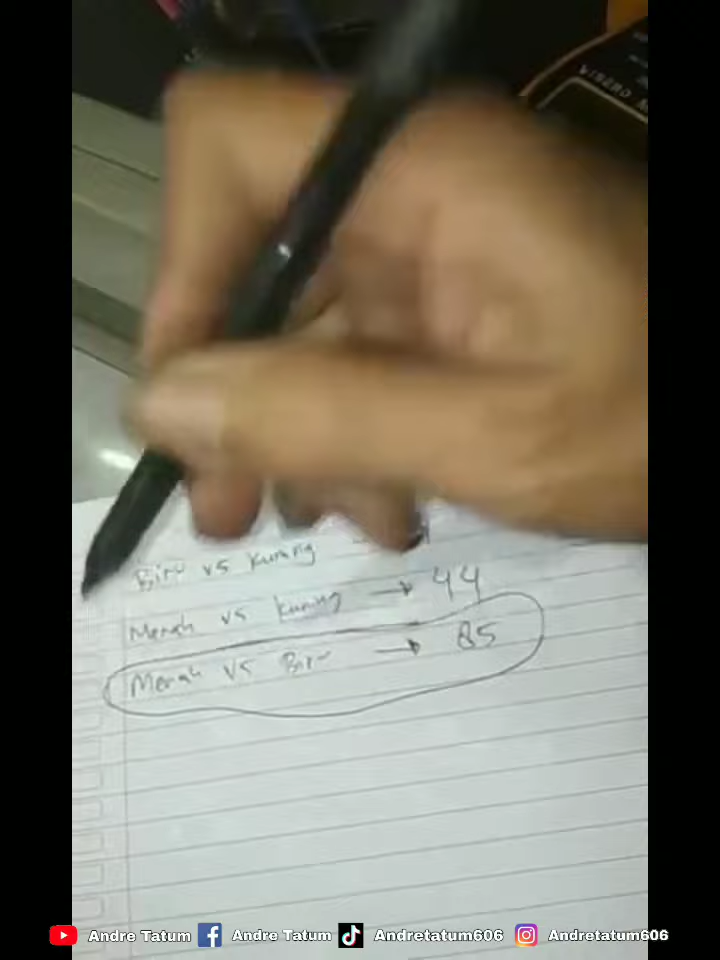 Biru vs kuning
Merah vs kuning → 44
Merah vs Biru → 85
Andre Tatum Andre Tatum Andretatum606 Andretatum606